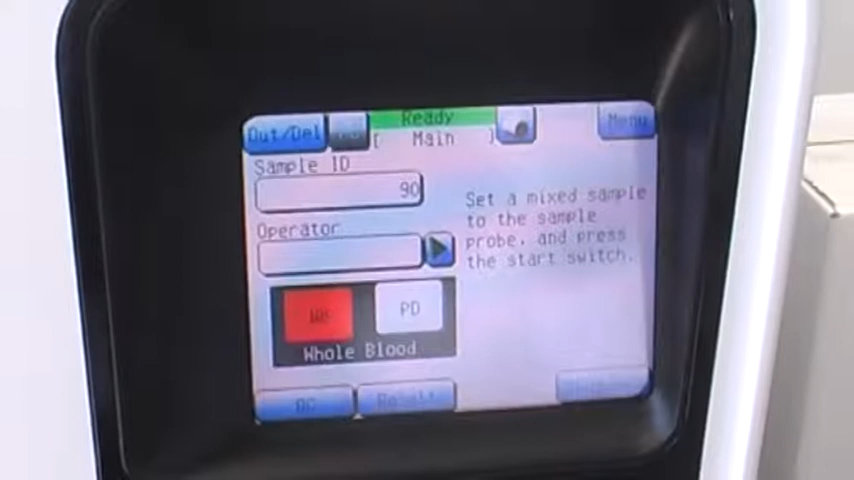 Out/Del
Ready
[ Main ]
Menu
Sample ID
90
Set a mixed sample
to the sample
probe, and press
the start switch.
Operator
WB
PD
Whole Blood
QC
Result